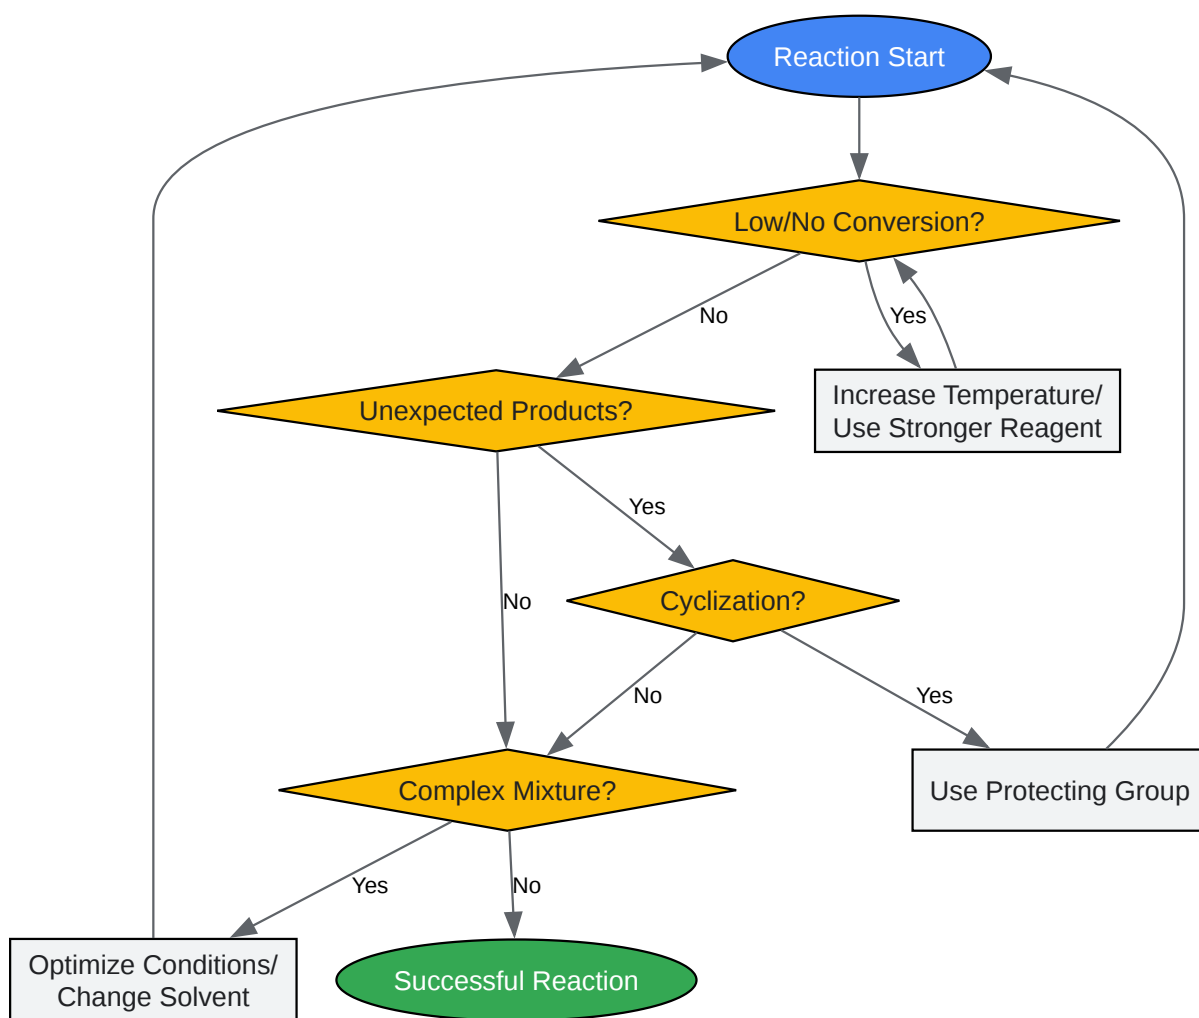 Reaction Start
Low/No Conversion?
No
Yes
Unexpected Products?
Increase Temperature/
Use Stronger Reagent
Yes
No
Cyclization?
No
Yes
Complex Mixture?
Use Protecting Group
Yes
No
Optimize Conditions/
Change Solvent
Successful Reaction